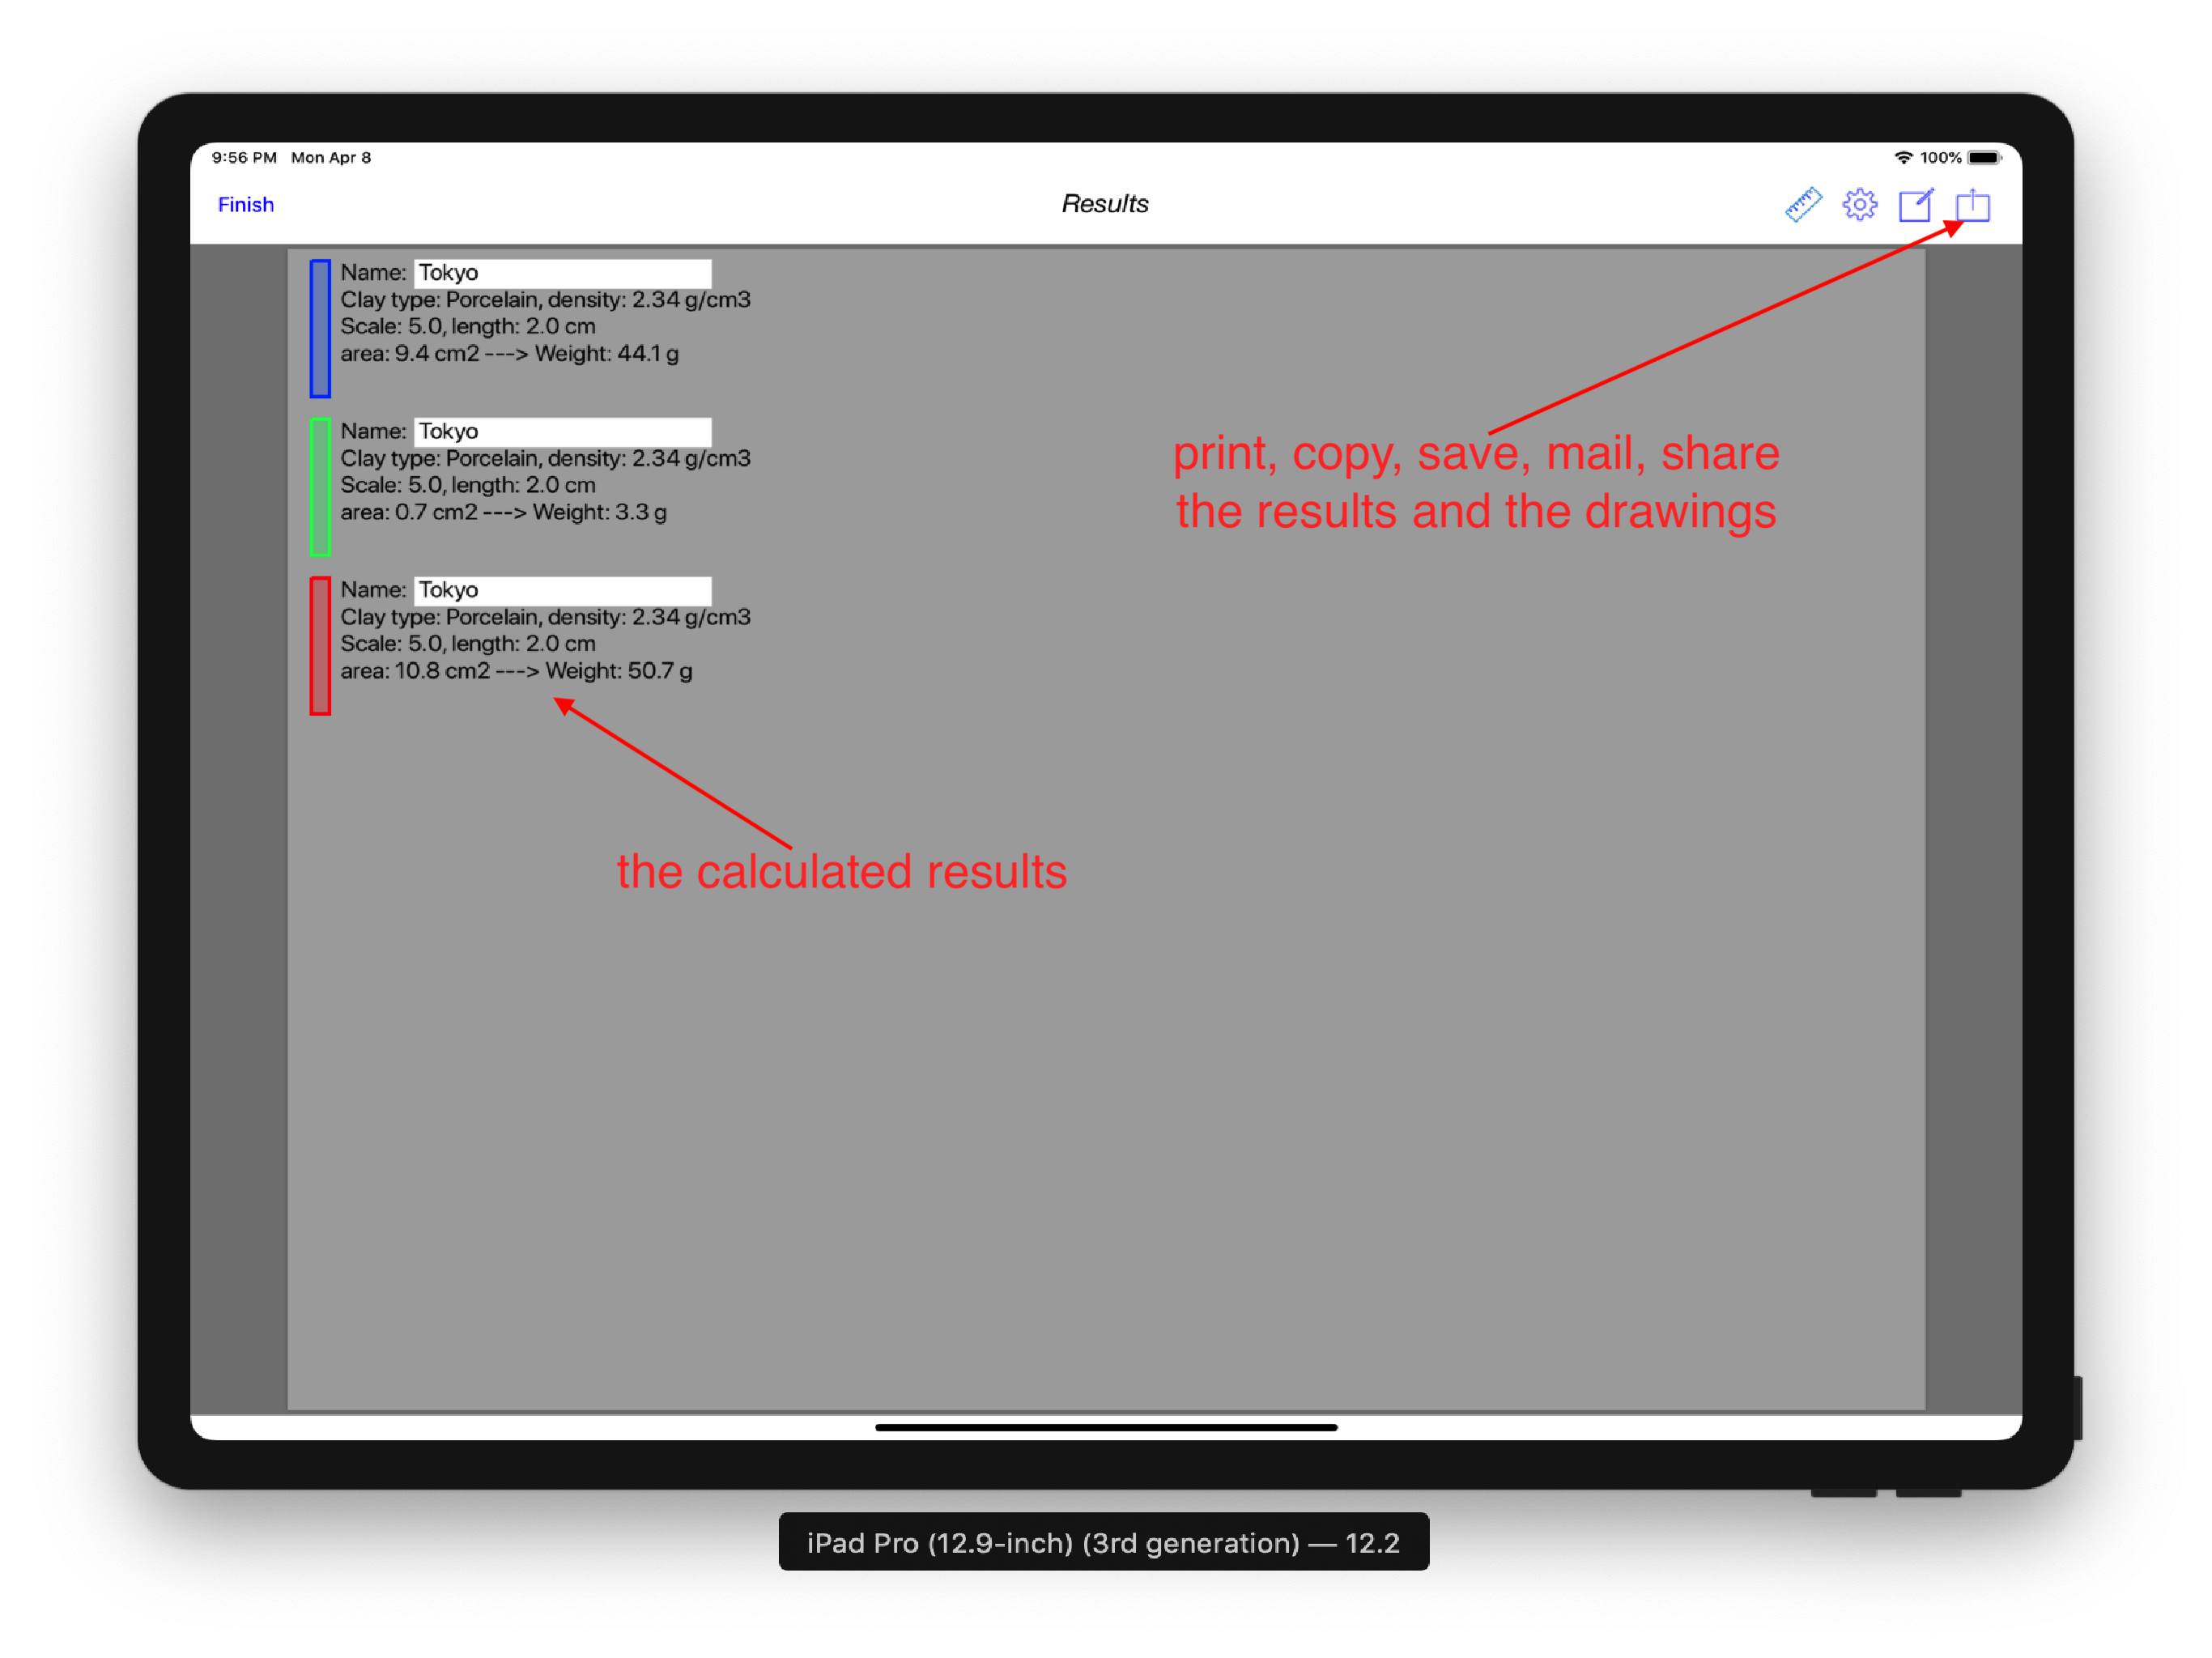 9:56 PM Mon Apr 8
100%
Finish
Results
Name: Tokyo
Clay type: Porcelain, density: 2.34 g/cm3
Scale: 5.0, length: 2.0 cm
area: 9.4 cm2 ---> Weight: 44.1 g
Name: Tokyo
Clay type: Porcelain, density: 2.34 g/cm3
Scale: 5.0, length: 2.0 cm
area: 0.7 cm2 ---> Weight: 3.3 g
print, copy, save, mail, share
the results and the drawings
Name: Tokyo
Clay type: Porcelain, density: 2.34 g/cm3
Scale: 5.0, length: 2.0 cm
area: 10.8 cm2 ---> Weight: 50.7 g
the calculated results
iPad Pro (12.9-inch) (3rd generation) — 12.2